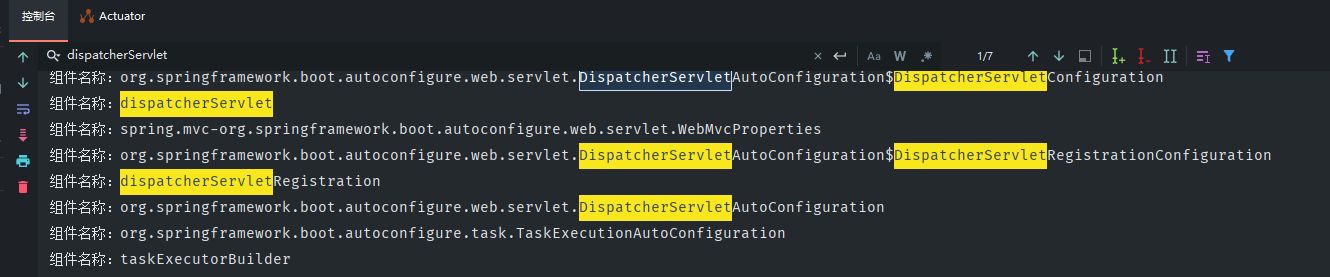 控制台 Actuator
dispatcherServlet Aa W .* 1/7
组件名称：org.springframework.boot.autoconfigure.web.servlet.DispatcherServletAutoConfiguration$DispatcherServletConfiguration
组件名称：dispatcherServlet
组件名称：spring.mvc-org.springframework.boot.autoconfigure.web.servlet.WebMvcProperties
组件名称：org.springframework.boot.autoconfigure.web.servlet.DispatcherServletAutoConfiguration$DispatcherServletRegistrationConfiguration
组件名称：dispatcherServletRegistration
组件名称：org.springframework.boot.autoconfigure.web.servlet.DispatcherServletAutoConfiguration
组件名称：org.springframework.boot.autoconfigure.task.TaskExecutionAutoConfiguration
组件名称：taskExecutorBuilder